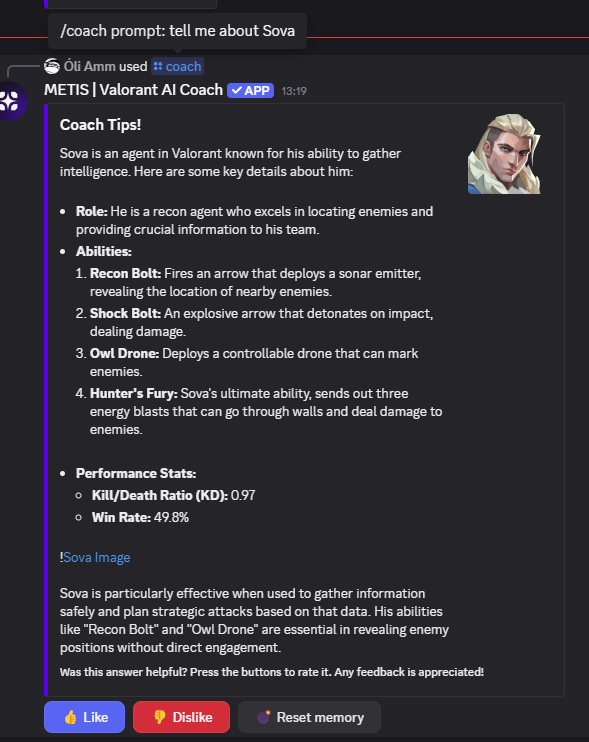 /coach prompt: tell me about Sova
Óli Amm used coach
METIS | Valorant AI Coach ✓ APP 13:19
Coach Tips!
Sova is an agent in Valorant known for his ability to gather
intelligence. Here are some key details about him:
• Role: He is a recon agent who excels in locating enemies and
providing crucial information to his team.
• Abilities:
1. Recon Bolt: Fires an arrow that deploys a sonar emitter,
revealing the location of nearby enemies.
2. Shock Bolt: An explosive arrow that detonates on impact,
dealing damage.
3. Owl Drone: Deploys a controllable drone that can mark
enemies.
4. Hunter's Fury: Sova's ultimate ability, sends out three
energy blasts that can go through walls and deal damage to
enemies.
• Performance Stats:
◦ Kill/Death Ratio (KD): 0.97
◦ Win Rate: 49.8%
!Sova Image
Sova is particularly effective when used to gather information
safely and plan strategic attacks based on that data. His abilities
like "Recon Bolt" and "Owl Drone" are essential in revealing enemy
positions without direct engagement.
Was this answer helpful? Press the buttons to rate it. Any feedback is appreciated!
👍 Like 👎 Dislike Reset memory